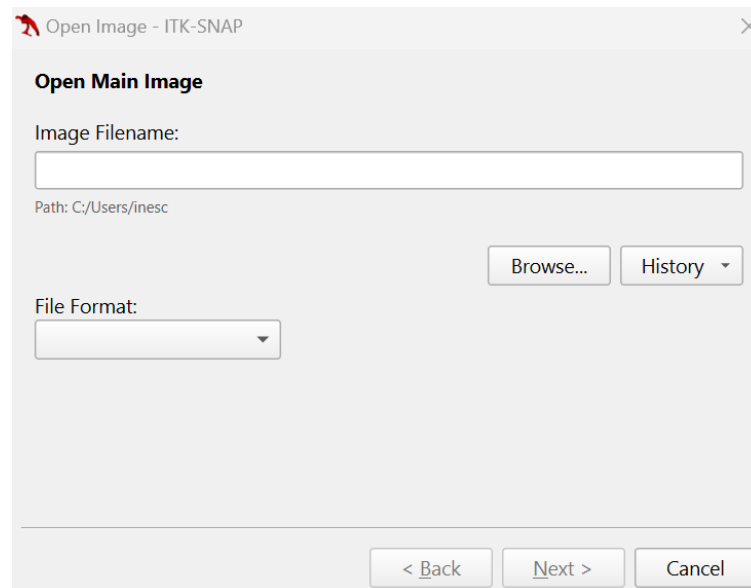 Open Image - ITK-SNAP
Open Main Image
Image Filename:
Path: C:/Users/inesc
Browse... History
File Format:
< Back Next > Cancel